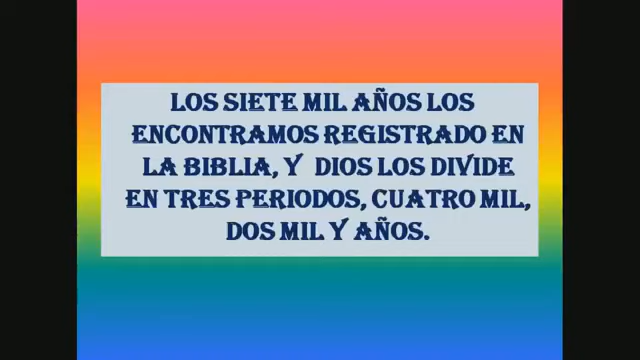 LOS SIETE MIL AÑOS LOS
ENCONTRAMOS REGISTRADO EN
LA BIBLIA, Y DIOS LOS DIVIDE
EN TRES PERIODOS, CUATRO MIL,
DOS MIL Y AÑOS.